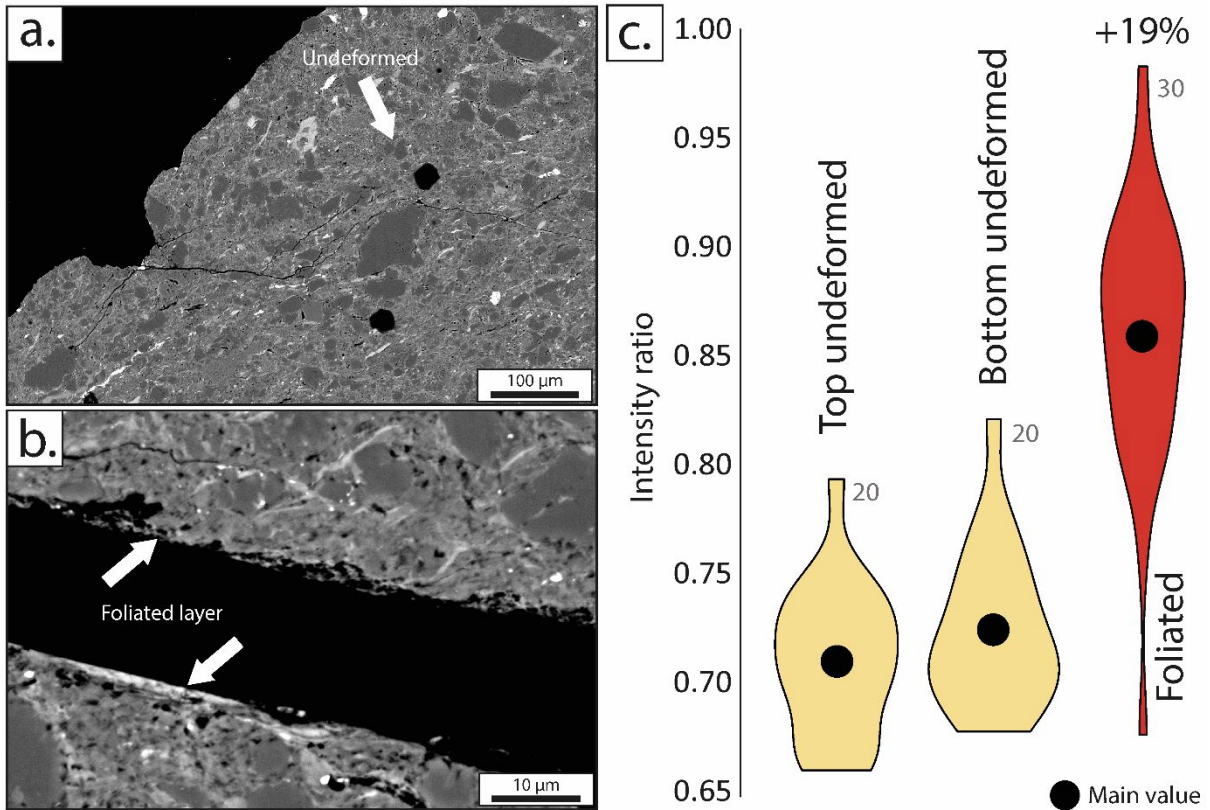 a.
Undeformed
100 µm
b.
Foliated layer
10 µm
c.
Intensity ratio
1.00
0.95
0.90
0.85
0.80
0.75
0.70
0.65
Top undeformed
20
Bottom undeformed
20
+19%
30
Foliated
Main value